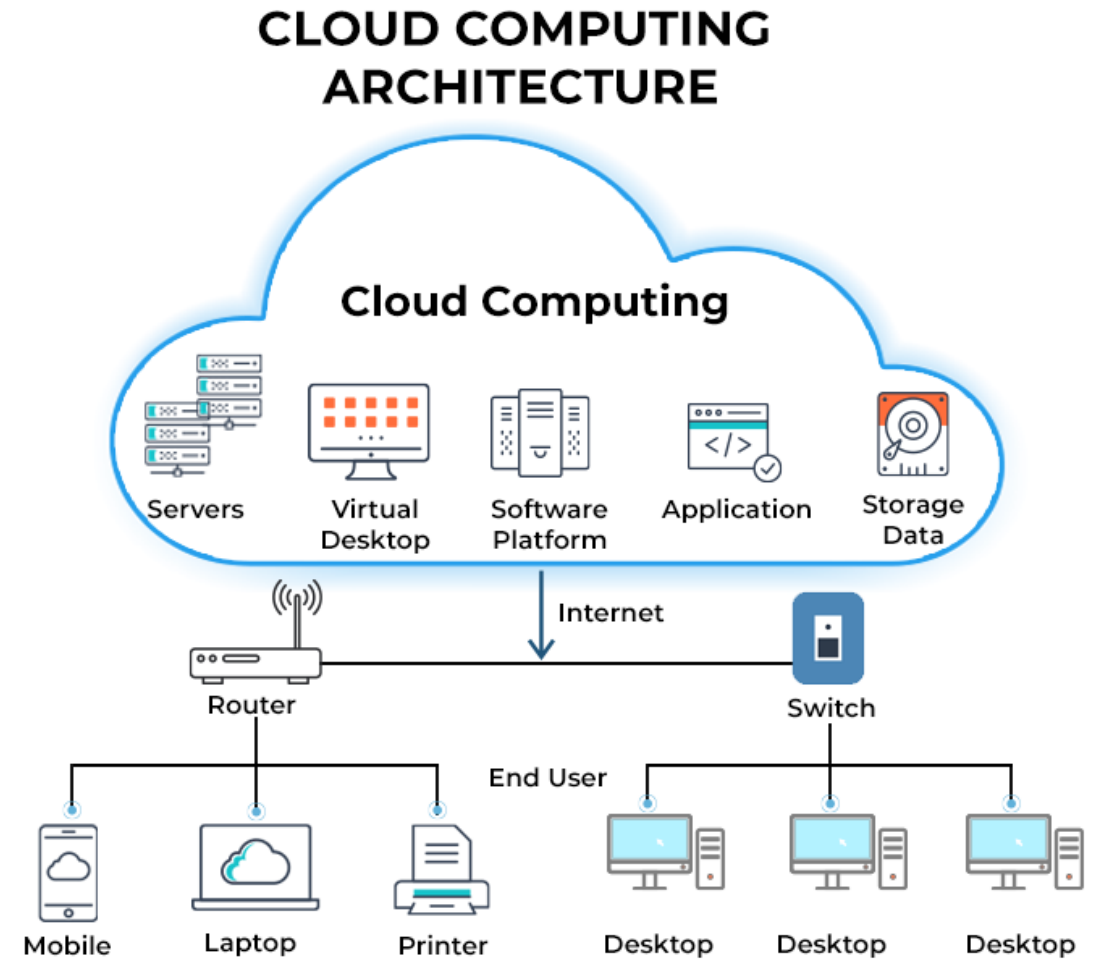 CLOUD COMPUTING
ARCHITECTURE
Cloud Computing
Servers
Virtual
Desktop
Software
Platform
Application
Storage
Data
Internet
Router
Switch
End User
Mobile
Laptop
Printer
Desktop
Desktop
Desktop